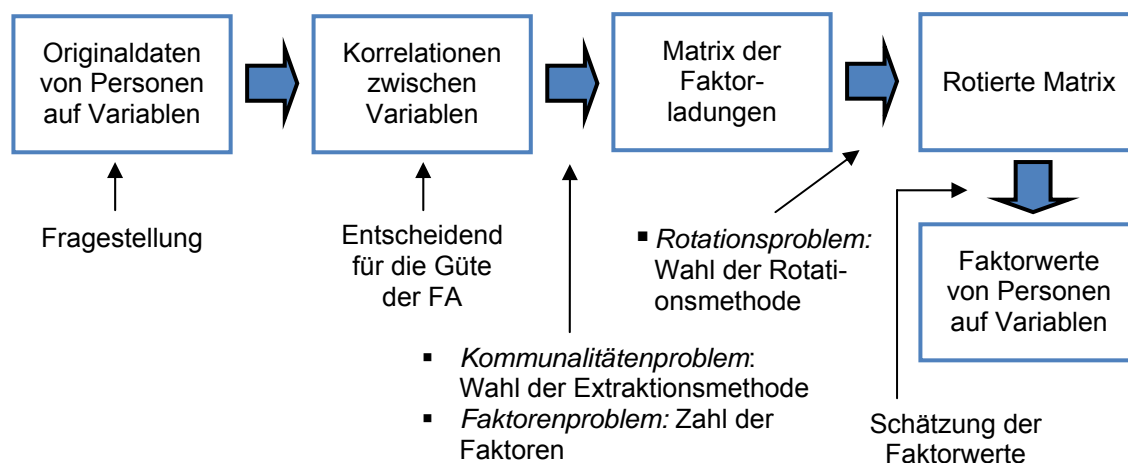 Originaldaten
von Personen
auf Variablen
Korrelationen
zwischen
Variablen
Matrix der
Faktor-
ladungen
Rotierte Matrix
Fragestellung
Entscheidend
für die Güte
der FA
▪ Kommunalitätenproblem:
Wahl der Extraktionsmethode
▪ Faktorenproblem: Zahl der
Faktoren
▪ Rotationsproblem:
Wahl der Rotati-
onsmethode
Faktorwerte
von Personen
auf Variablen
Schätzung der
Faktorwerte